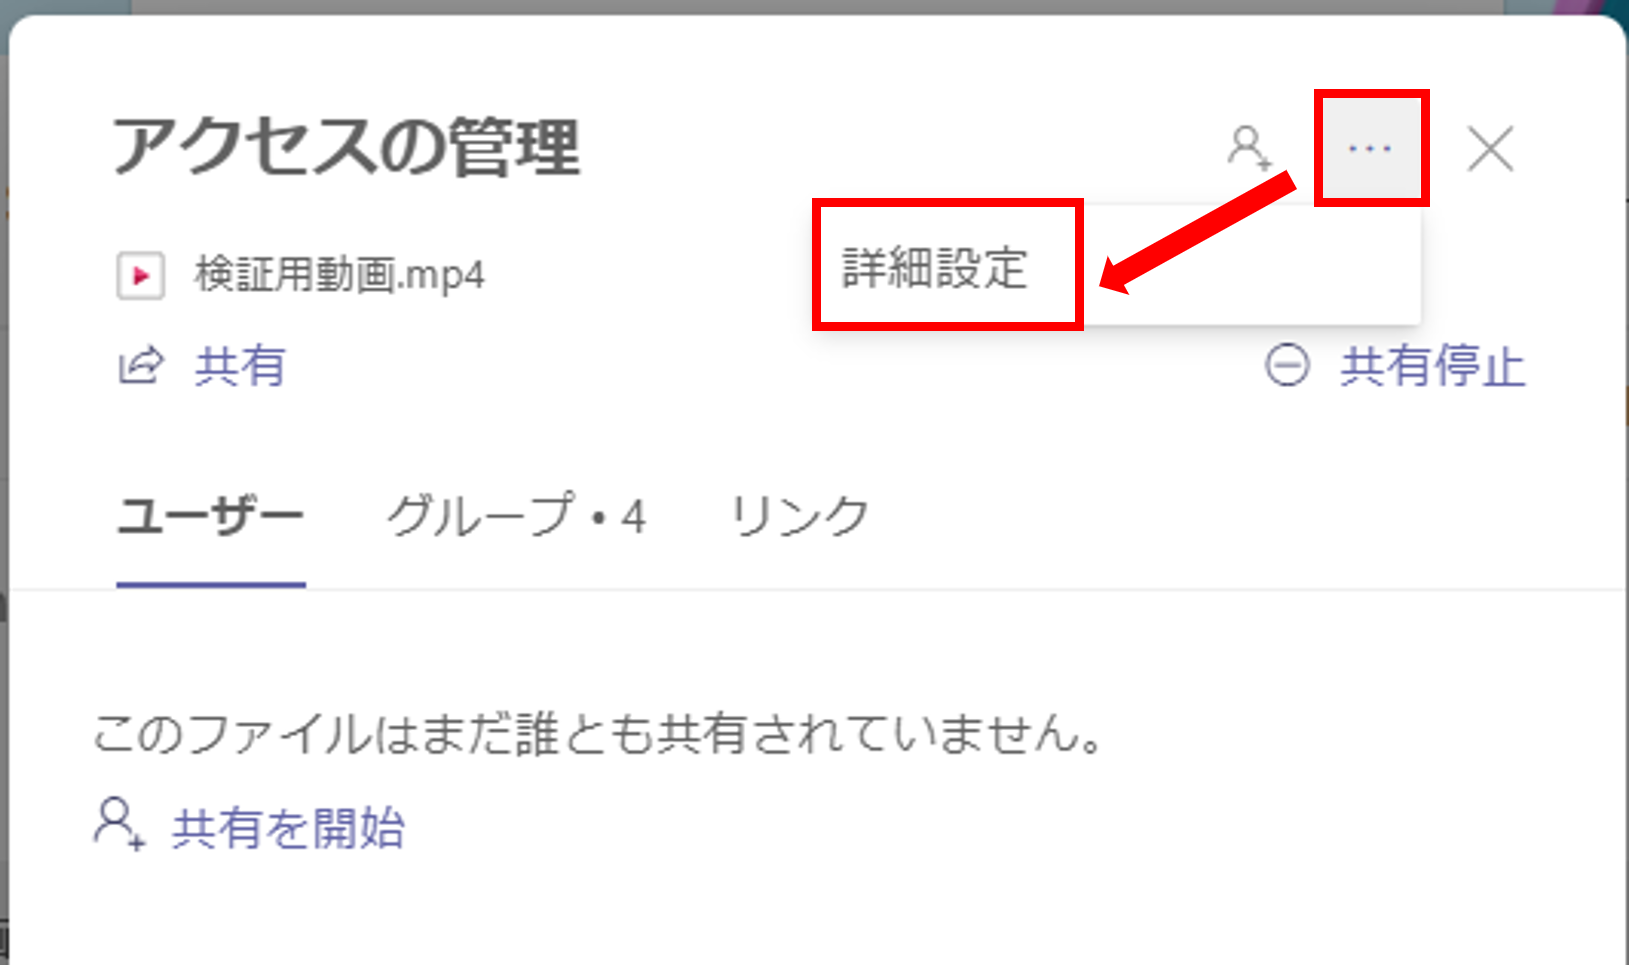 アクセスの管理
…
検証用動画.mp4
詳細設定
共有
共有停止
ユーザー グループ・4 リンク
このファイルはまだ誰とも共有されていません。
共有を開始